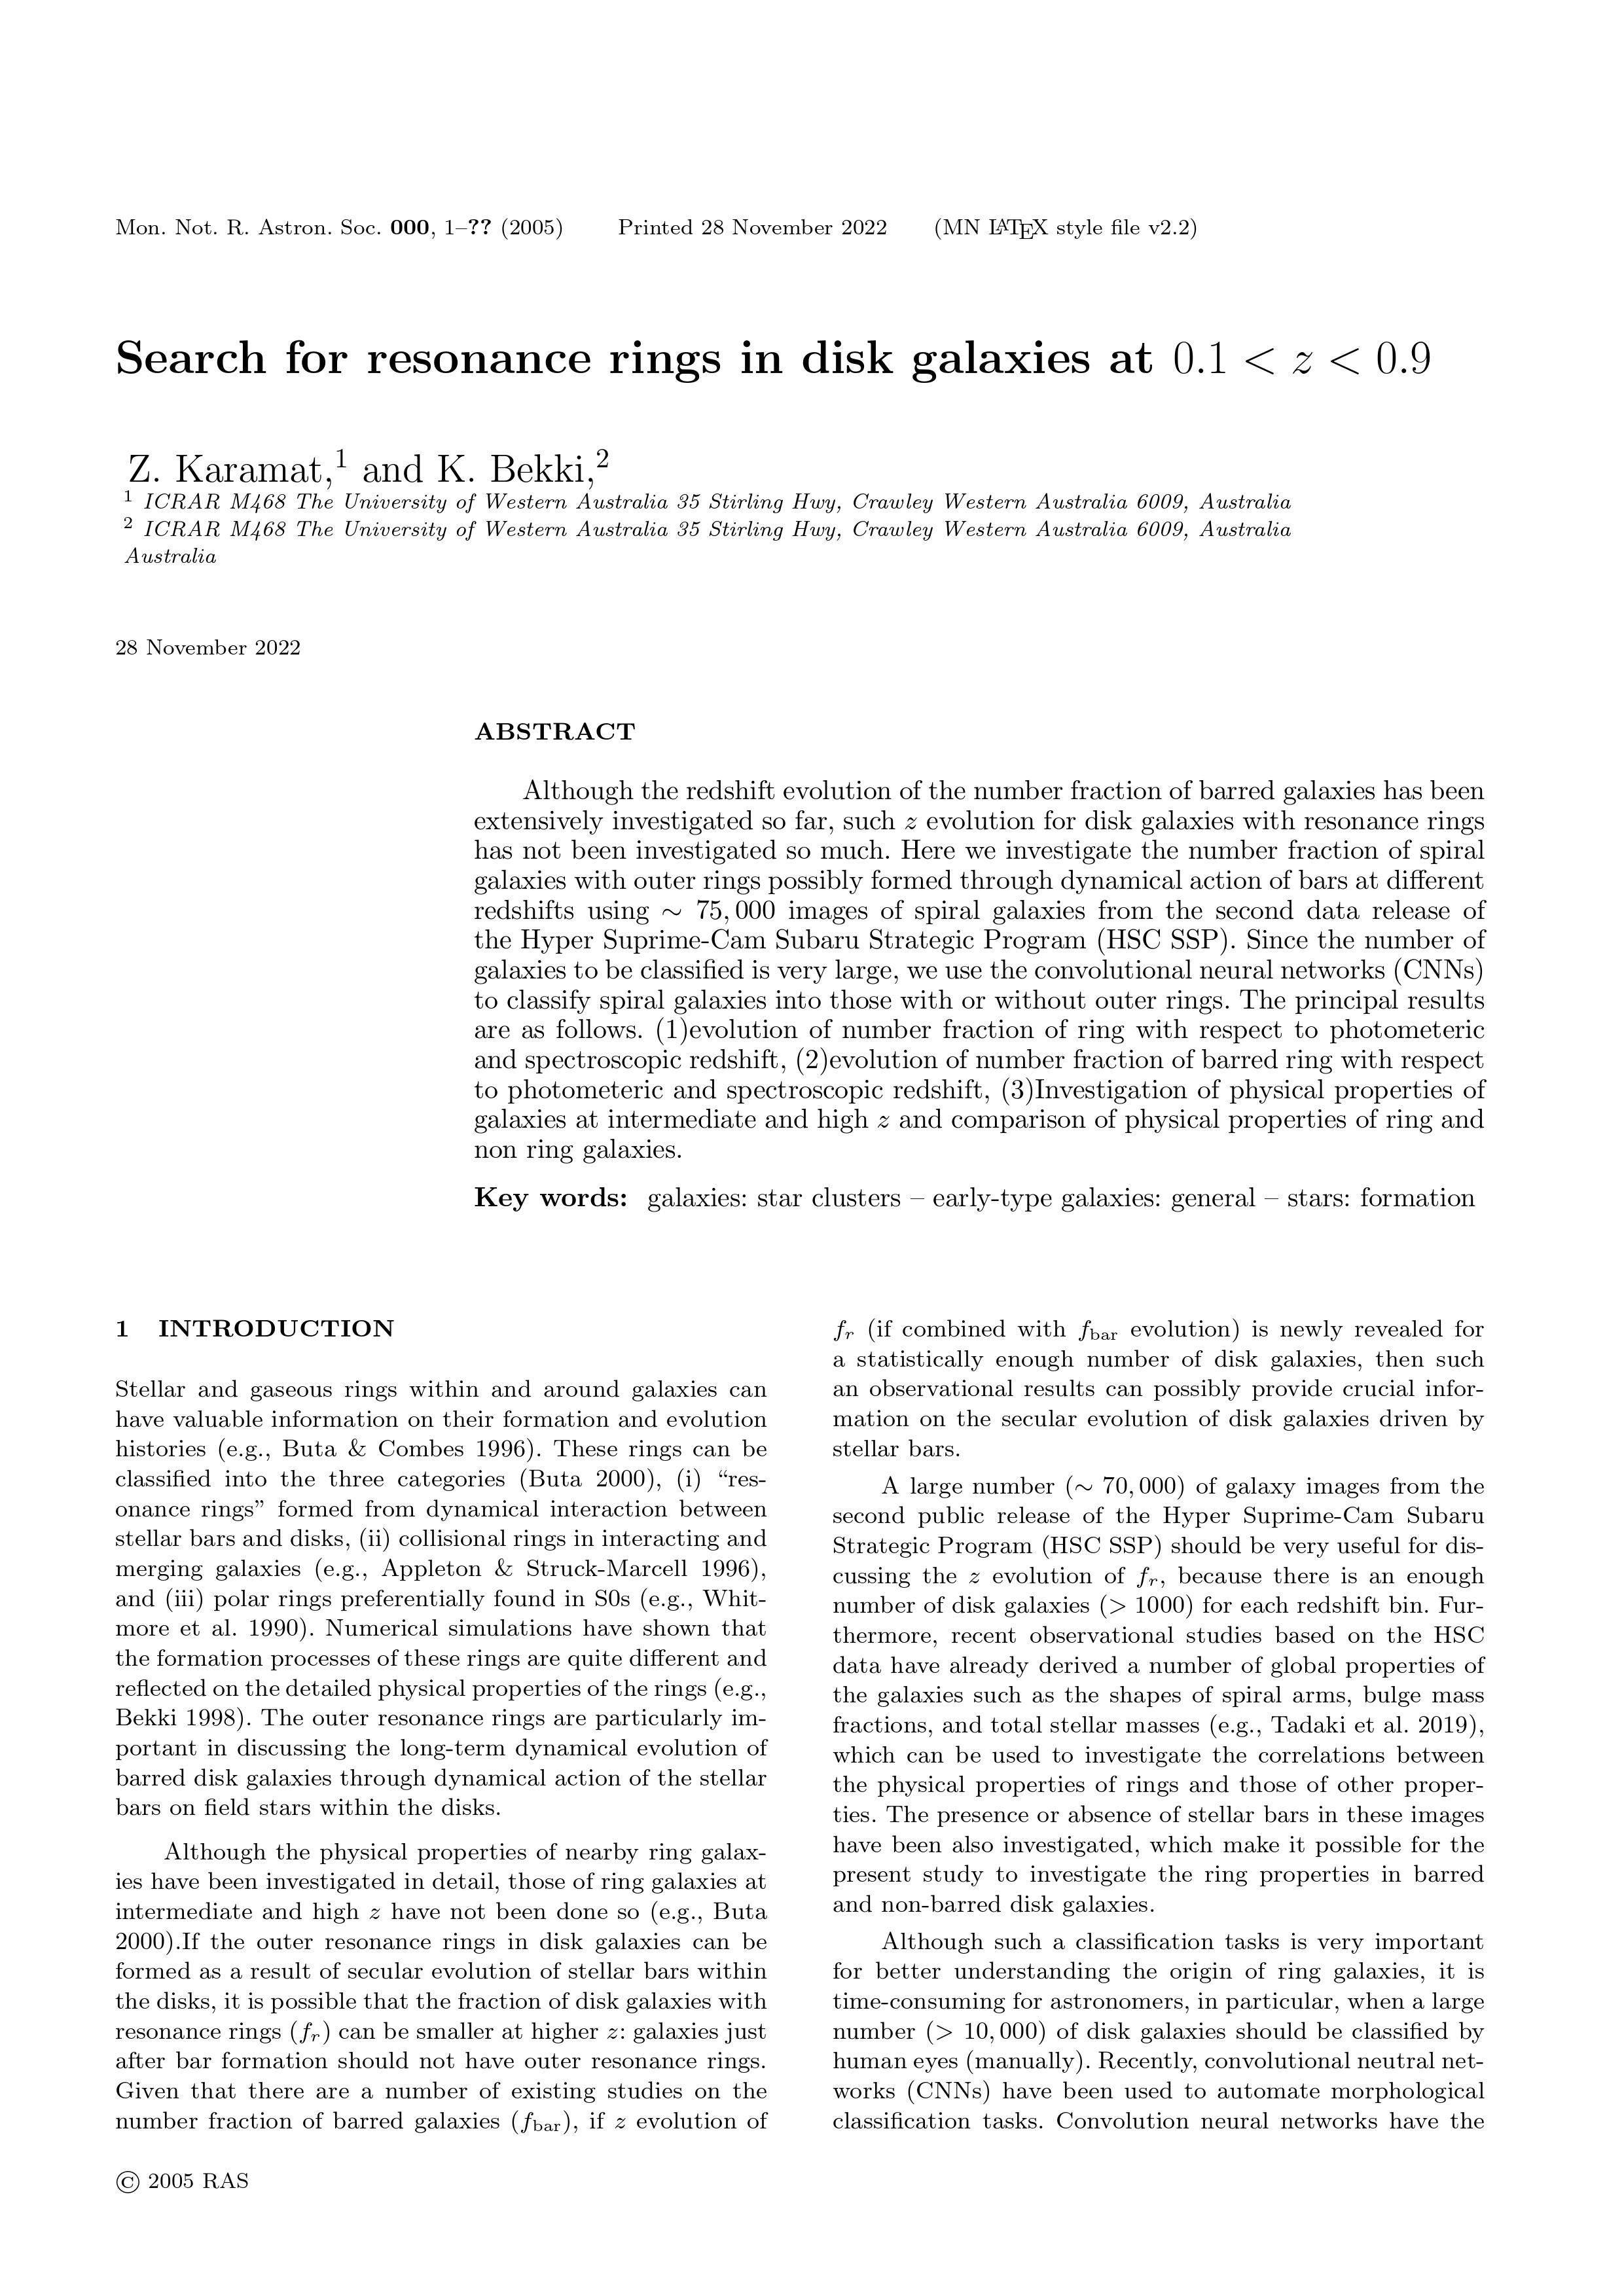 Mon. Not. R. Astron. Soc. 000, 1–?? (2005) Printed 28 November 2022 (MN LATEX style file v2.2)
Search for resonance rings in disk galaxies at 0.1 < z < 0.9
Z. Karamat,1 and K. Bekki,2
1 ICRAR M468 The University of Western Australia 35 Stirling Hwy, Crawley Western Australia 6009, Australia
2 ICRAR M468 The University of Western Australia 35 Stirling Hwy, Crawley Western Australia 6009, Australia
Australia
28 November 2022
ABSTRACT
Although the redshift evolution of the number fraction of barred galaxies has been
extensively investigated so far, such z evolution for disk galaxies with resonance rings
has not been investigated so much. Here we investigate the number fraction of spiral
galaxies with outer rings possibly formed through dynamical action of bars at different
redshifts using ∼ 75, 000 images of spiral galaxies from the second data release of
the Hyper Suprime-Cam Subaru Strategic Program (HSC SSP). Since the number of
galaxies to be classified is very large, we use the convolutional neural networks (CNNs)
to classify spiral galaxies into those with or without outer rings. The principal results
are as follows. (1)evolution of number fraction of ring with respect to photometeric
and spectroscopic redshift, (2)evolution of number fraction of barred ring with respect
to photometeric and spectroscopic redshift, (3)Investigation of physical properties of
galaxies at intermediate and high z and comparison of physical properties of ring and
non ring galaxies.
Key words: galaxies: star clusters – early-type galaxies: general – stars: formation
1 INTRODUCTION
Stellar and gaseous rings within and around galaxies can
have valuable information on their formation and evolution
histories (e.g., Buta & Combes 1996). These rings can be
classified into the three categories (Buta 2000), (i) “res-
onance rings” formed from dynamical interaction between
stellar bars and disks, (ii) collisional rings in interacting and
merging galaxies (e.g., Appleton & Struck-Marcell 1996),
and (iii) polar rings preferentially found in S0s (e.g., Whit-
more et al. 1990). Numerical simulations have shown that
the formation processes of these rings are quite different and
reflected on the detailed physical properties of the rings (e.g.,
Bekki 1998). The outer resonance rings are particularly im-
portant in discussing the long-term dynamical evolution of
barred disk galaxies through dynamical action of the stellar
bars on field stars within the disks.
Although the physical properties of nearby ring galax-
ies have been investigated in detail, those of ring galaxies at
intermediate and high z have not been done so (e.g., Buta
2000).If the outer resonance rings in disk galaxies can be
formed as a result of secular evolution of stellar bars within
the disks, it is possible that the fraction of disk galaxies with
resonance rings (fr) can be smaller at higher z: galaxies just
after bar formation should not have outer resonance rings.
Given that there are a number of existing studies on the
number fraction of barred galaxies (fbar), if z evolution of
fr (if combined with fbar evolution) is newly revealed for
a statistically enough number of disk galaxies, then such
an observational results can possibly provide crucial infor-
mation on the secular evolution of disk galaxies driven by
stellar bars.
A large number (∼ 70, 000) of galaxy images from the
second public release of the Hyper Suprime-Cam Subaru
Strategic Program (HSC SSP) should be very useful for dis-
cussing the z evolution of fr, because there is an enough
number of disk galaxies (> 1000) for each redshift bin. Fur-
thermore, recent observational studies based on the HSC
data have already derived a number of global properties of
the galaxies such as the shapes of spiral arms, bulge mass
fractions, and total stellar masses (e.g., Tadaki et al. 2019),
which can be used to investigate the correlations between
the physical properties of rings and those of other proper-
ties. The presence or absence of stellar bars in these images
have been also investigated, which make it possible for the
present study to investigate the ring properties in barred
and non-barred disk galaxies.
Although such a classification tasks is very important
for better understanding the origin of ring galaxies, it is
time-consuming for astronomers, in particular, when a large
number (> 10, 000) of disk galaxies should be classified by
human eyes (manually). Recently, convolutional neutral net-
works (CNNs) have been used to automate morphological
classification tasks. Convolution neural networks have the
© 2005 RAS